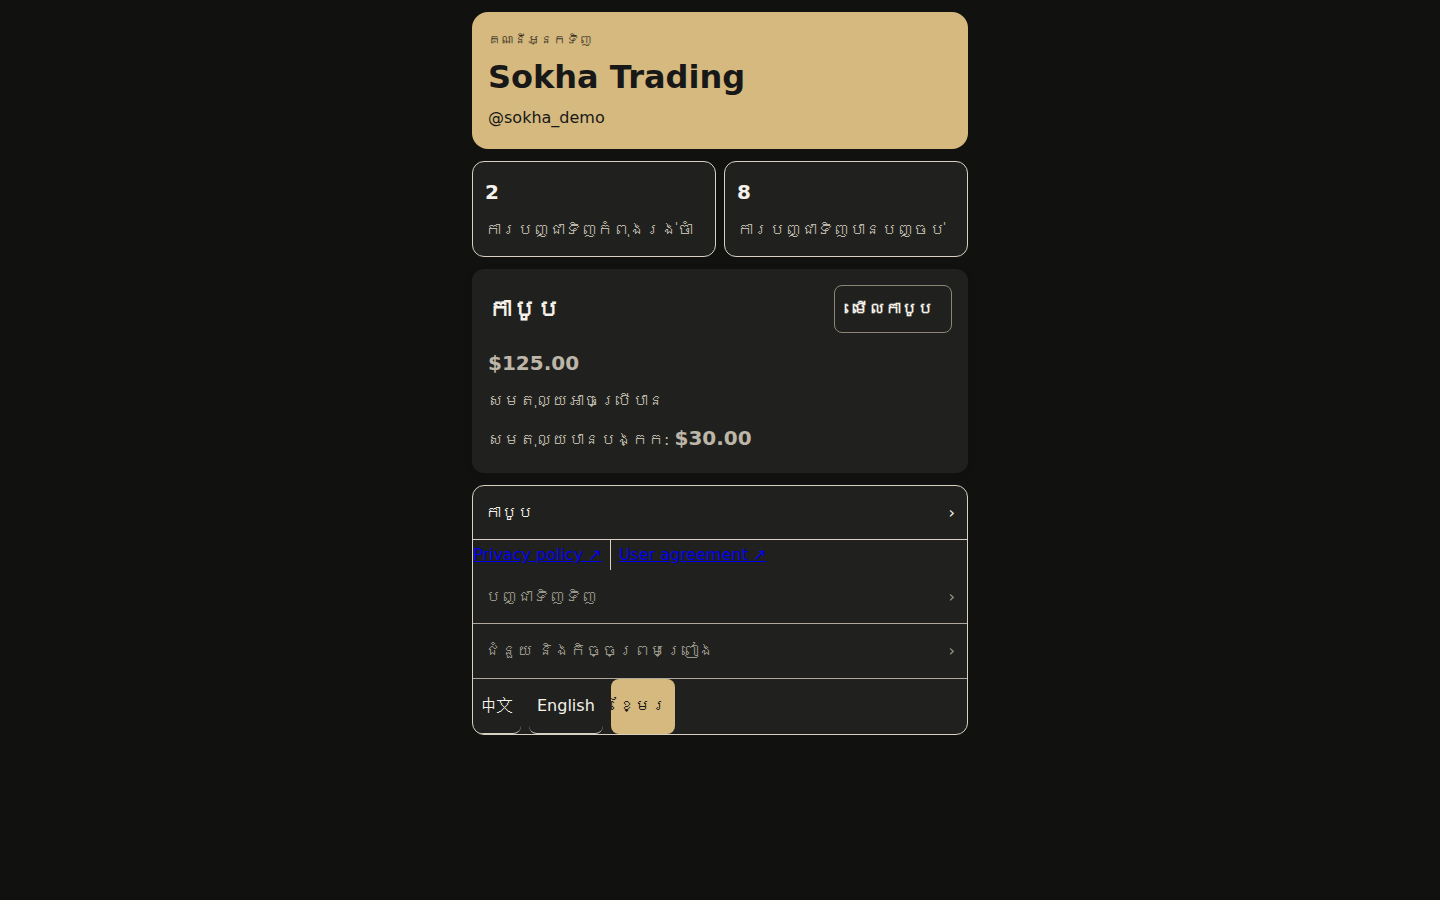 គណនីអ្នកទិញ
Sokha Trading
@sokha_demo
2
ការបញ្ជាទិញកំពុងរង់ចាំ
8
ការបញ្ជាទិញបានបញ្ចប់
កាបូប
មើលកាបូប
$125.00
សមតុល្យអាចប្រើបាន
សមតុល្យបានបង្កក: $30.00
កាបូប ›
Privacy policy ↗
User agreement ↗
បញ្ជាទិញទិញ ›
ជំនួយ និងកិច្ចព្រមព្រៀង ›
中文 English ខ្មែរ